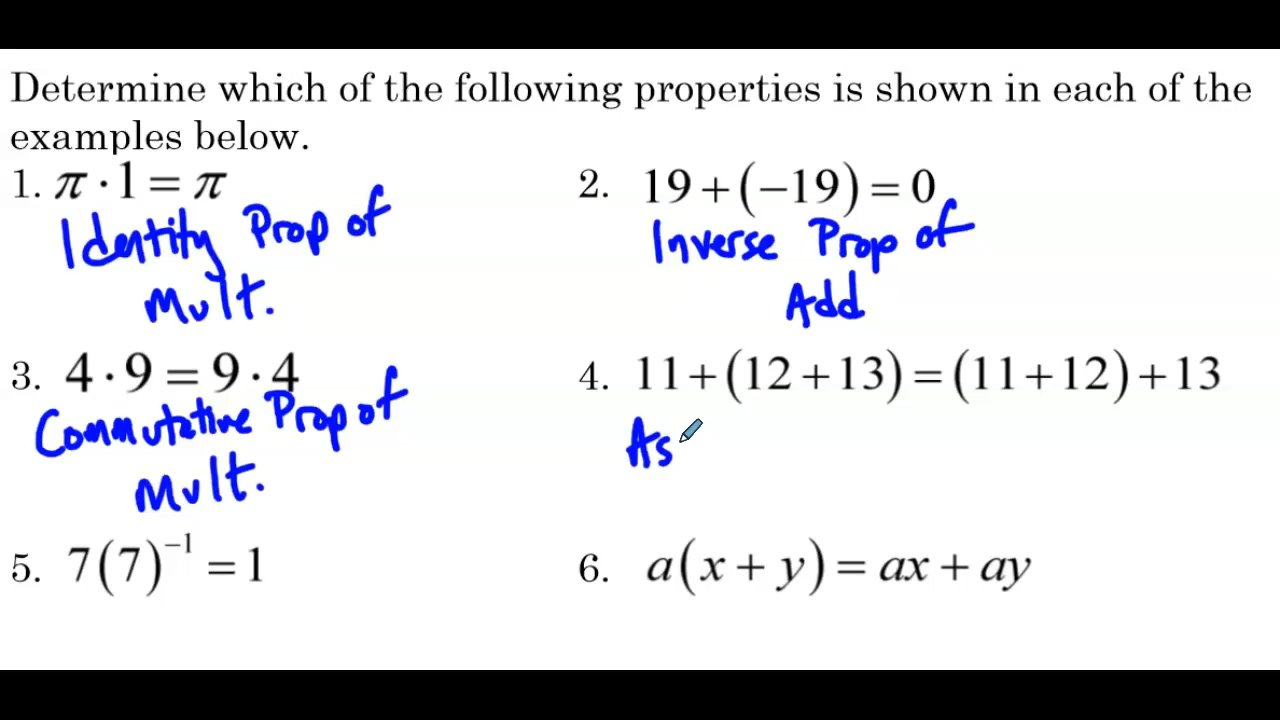 Determine which of the following properties is shown in each of the
examples below.
1. π · 1 = π
Identity Prop of
Mult.
2. 19 + (−19) = 0
Inverse Prop of
Add
3. 4 · 9 = 9 · 4
Commutative Prop of
Mult.
4. 11 + (12 + 13) = (11 + 12) + 13
As
5. 7(7)⁻¹ = 1
6. a(x + y) = ax + ay